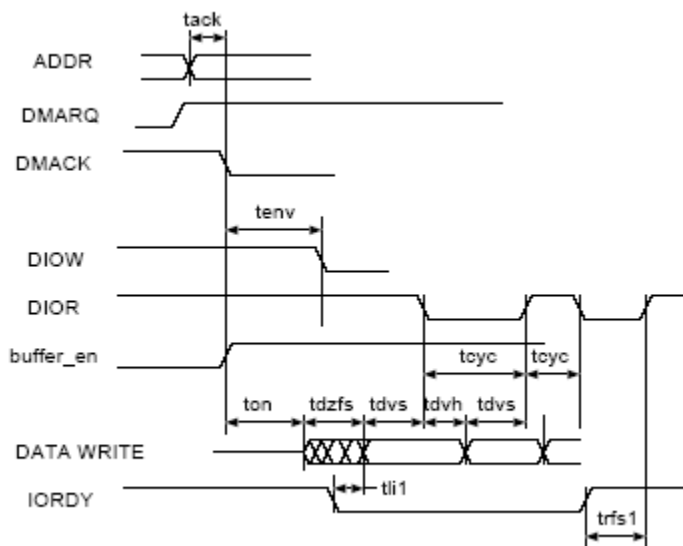 tack
ADDR
DMARQ
DMACK
tenv
DIOW
DIOR
buffer_en
tcyc tcyc
ton tdzfs tdvs tdvh tdvs
DATA WRITE
tli1
IORDY
trfs1